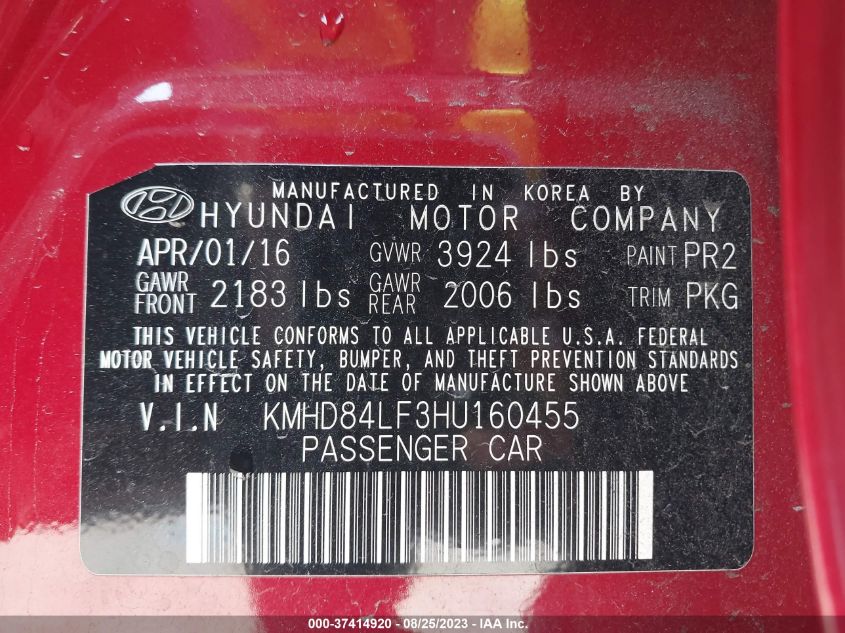 MANUFACTURED IN KOREA BY
HYUNDAI MOTOR COMPANY
APR/01/16 GVWR 3924 lbs PAINT PR2
GAWR FRONT 2183 lbs GAWR REAR 2006 lbs TRIM PKG
THIS VEHICLE CONFORMS TO ALL APPLICABLE U.S.A. FEDERAL
MOTOR VEHICLE SAFETY, BUMPER, AND THEFT PREVENTION STANDARDS
IN EFFECT ON THE DATE OF MANUFACTURE SHOWN ABOVE
V.I.N KMHD84LF3HU160455
PASSENGER CAR
000-37414920 - 08/25/2023 - IAA Inc.